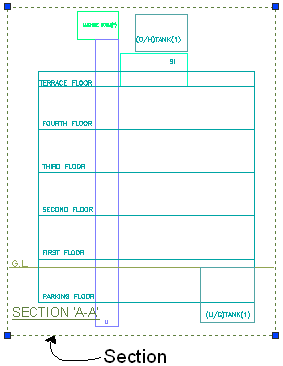 (O/H)TANK(1)
TERRACE FLOOR
FOURTH FLOOR
THIRD FLOOR
SECOND FLOOR
FIRST FLOOR
G.L.
PARKING FLOOR
SECTION 'A-A'
(U/G)TANK(1)
Section